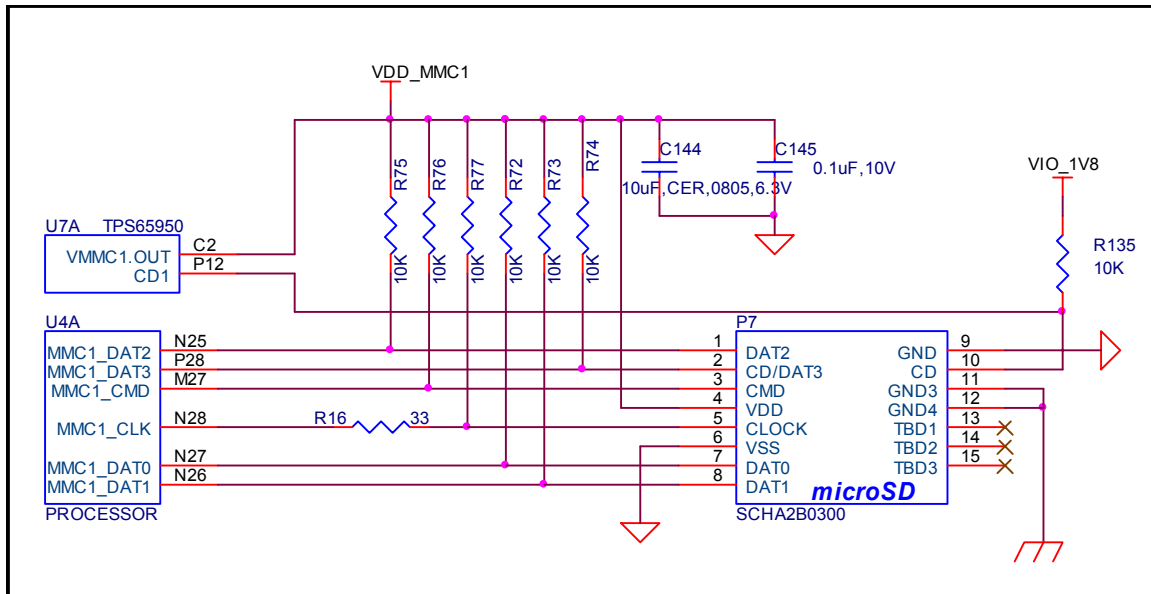 VDD_MMC1
R75
R76
R77
R72
R73
R74
10K
10K
10K
10K
10K
10K
C144
10uF,CER,0805,6.3V
C145
0.1uF,10V
VIO_1V8
R135
10K
U7A TPS65950
VMMC1.OUT C2
CD1 P12
U4A
MMC1_DAT2 N25
MMC1_DAT3 P28
MMC1_CMD M27
MMC1_CLK N28
MMC1_DAT0 N27
MMC1_DAT1 N26
PROCESSOR
R16 33
P7
1 DAT2 GND 9
2 CD/DAT3 CD 10
3 CMD GND3 11
4 VDD GND4 12
5 CLOCK TBD1 13
6 VSS TBD2 14
7 DAT0 TBD3 15
8 DAT1
microSD
SCHA2B0300